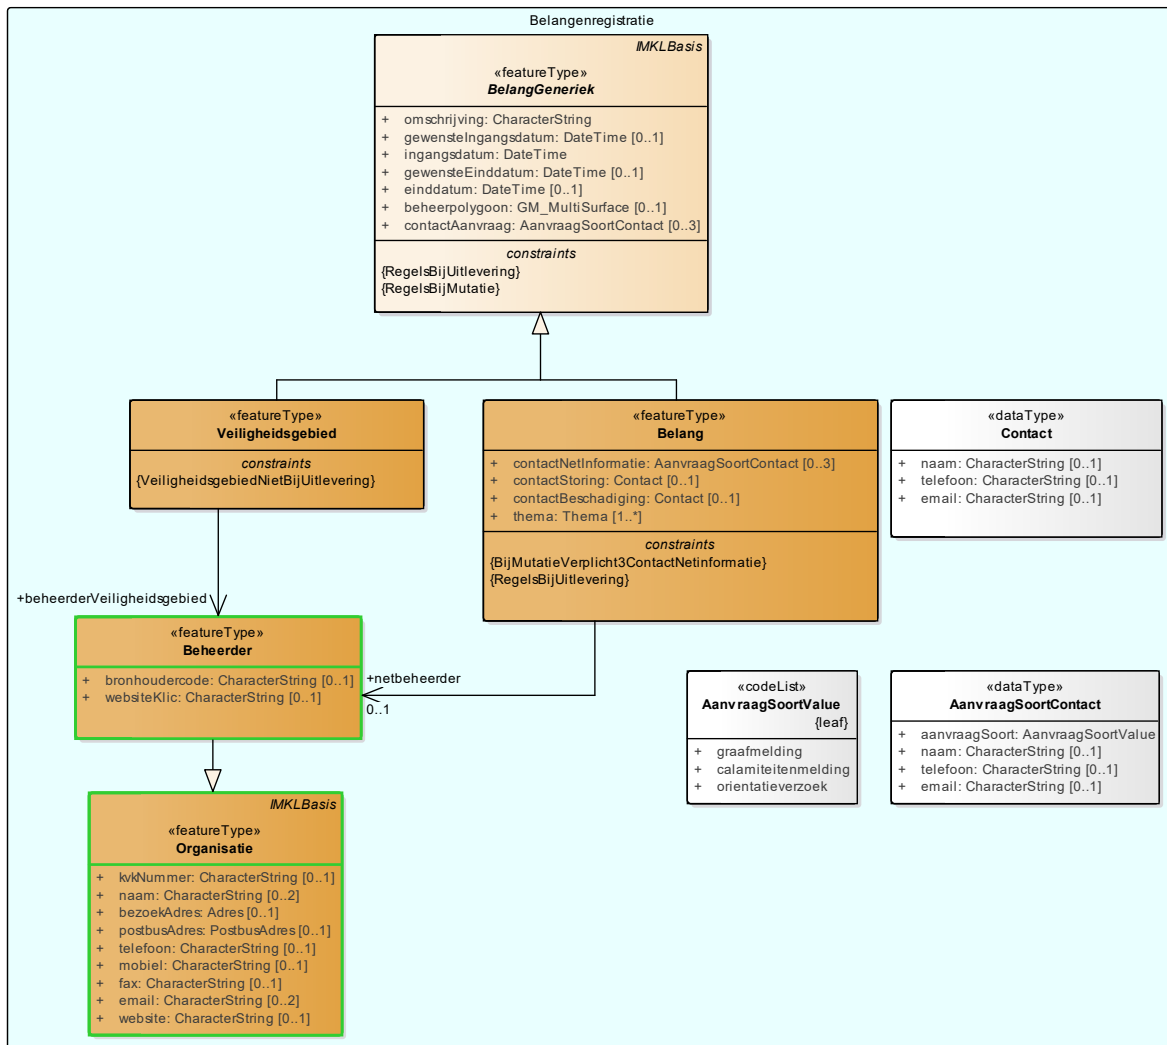 Belangenregistratie
IMKLBasis
«featureType»
BelangGeneriek
+ omschrijving: CharacterString
+ gewensteIngangsdatum: DateTime [0..1]
+ ingangsdatum: DateTime
+ gewensteEinddatum: DateTime [0..1]
+ einddatum: DateTime [0..1]
+ beheerpolygoon: GM_MultiSurface [0..1]
+ contactAanvraag: AanvraagSoortContact [0..3]
constraints
{RegelsBijUitlevering}
{RegelsBijMutatie}
«featureType»
Veiligheidsgebied
constraints
{VeiligheidsgebiedNietBijUitlevering}
«featureType»
Belang
+ contactNetInformatie: AanvraagSoortContact [0..3]
+ contactStoring: Contact [0..1]
+ contactBeschadiging: Contact [0..1]
+ thema: Thema [1..*]
constraints
{BijMutatieVerplicht3ContactNetinformatie}
{RegelsBijUitlevering}
«dataType»
Contact
+ naam: CharacterString [0..1]
+ telefoon: CharacterString [0..1]
+ email: CharacterString [0..1]
+beheerderVeiligheidsgebied
«featureType»
Beheerder
+ bronhoudercode: CharacterString [0..1]
+ websiteKlic: CharacterString [0..1]
+netbeheerder
0..1
«codeList»
AanvraagSoortValue
{leaf}
+ graafmelding
+ calamiteitenmelding
+ orientatieverzoek
«dataType»
AanvraagSoortContact
+ aanvraagSoort: AanvraagSoortValue
+ naam: CharacterString [0..1]
+ telefoon: CharacterString [0..1]
+ email: CharacterString [0..1]
IMKLBasis
«featureType»
Organisatie
+ kvkNummer: CharacterString [0..1]
+ naam: CharacterString [0..2]
+ bezoekAdres: Adres [0..1]
+ postbusAdres: PostbusAdres [0..1]
+ telefoon: CharacterString [0..1]
+ mobiel: CharacterString [0..1]
+ fax: CharacterString [0..1]
+ email: CharacterString [0..2]
+ website: CharacterString [0..1]